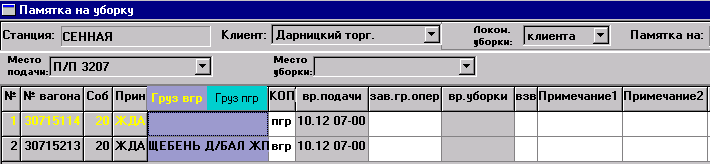 Памятка на уборку
Станция: СЕННАЯ Клиент: Дарницкий торг. Локом. уборки: клиента Памятка на:
Место подачи: П/П 3207 Место уборки:
№ № вагона Соб Прин Груз вгр Груз пгр КОП вр.подачи зав.гр.опер вр.уборки взв Примечание1 Примечание2
1 30715114 20 ЖДА пгр 10.12 07-00
2 30715213 20 ЖДА ЩЕБЕНЬ Д/БАЛ ЖП вгр 10.12 07-00